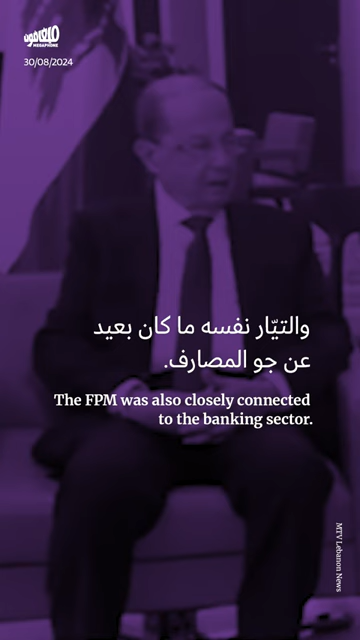 ميغافون
MEGAPHONE
30/08/2024
والتيّار نفسه ما كان بعيد
عن جو المصارف.
The FPM was also closely connected
to the banking sector.
MTV Lebanon News